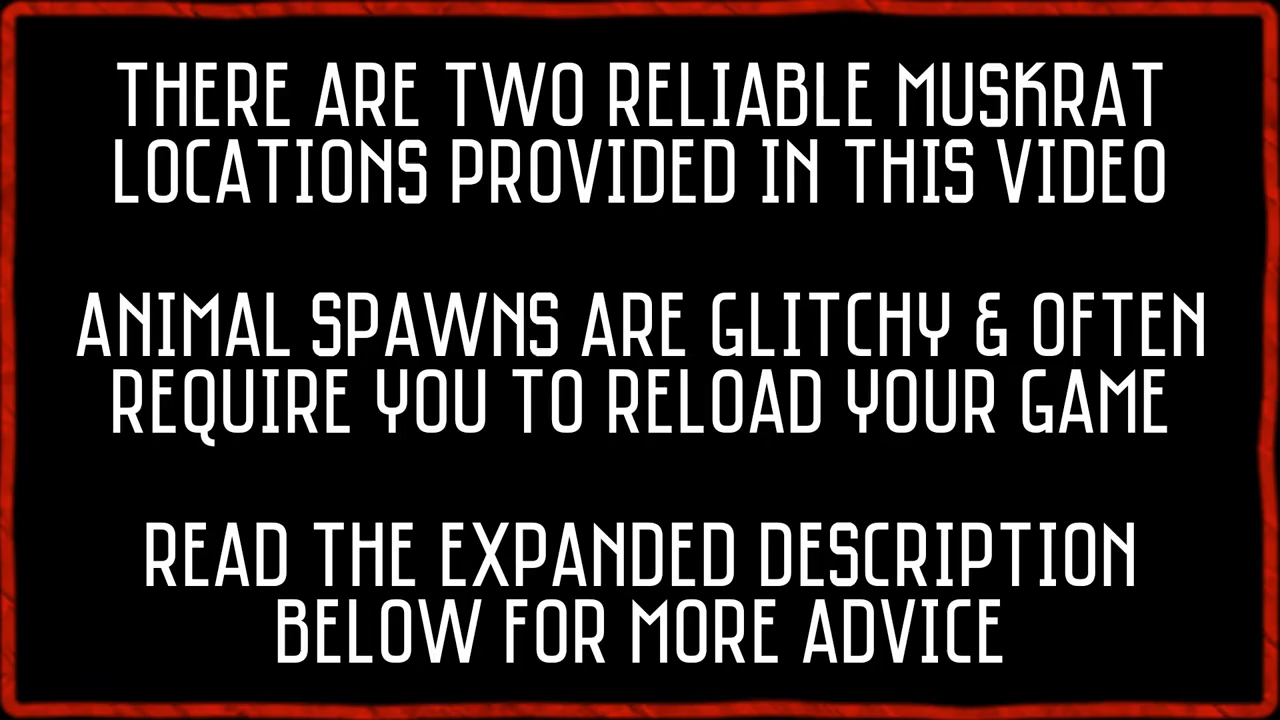 THERE ARE TWO RELIABLE MUSKRAT
LOCATIONS PROVIDED IN THIS VIDEO
ANIMAL SPAWNS ARE GLITCHY & OFTEN
REQUIRE YOU TO RELOAD YOUR GAME
READ THE EXPANDED DESCRIPTION
BELOW FOR MORE ADVICE